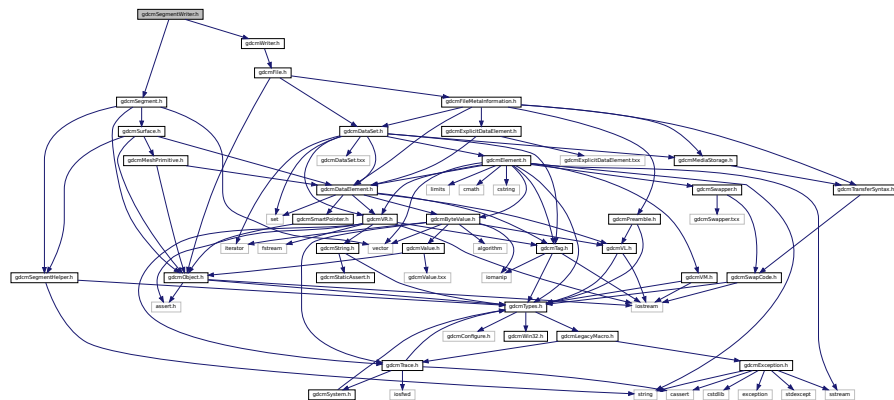 gdcmSegmentWriter.h
gdcmWriter.h
gdcmFile.h
gdcmSegment.h
gdcmFileMetaInformation.h
gdcmSurface.h
gdcmDataSet.h
gdcmExplicitDataElement.h
gdcmMeshPrimitive.h
gdcmDataSet.txx
gdcmElement.h
gdcmExplicitDataElement.txx
gdcmMediaStorage.h
gdcmDataElement.h
limits
cmath
cstring
gdcmSwapper.h
gdcmTransferSyntax.h
set
gdcmSmartPointer.h
gdcmVR.h
gdcmByteValue.h
gdcmPreamble.h
gdcmSwapper.txx
iterator
fstream
gdcmString.h
vector
gdcmValue.h
algorithm
gdcmTag.h
gdcmVL.h
gdcmSegmentHelper.h
gdcmObject.h
gdcmStaticAssert.h
gdcmValue.txx
iomanip
gdcmVM.h
gdcmSwapCode.h
assert.h
gdcmTypes.h
iostream
gdcmConfigure.h
gdcmWin32.h
gdcmLegacyMacro.h
gdcmTrace.h
gdcmException.h
gdcmSystem.h
iosfwd
string
cassert
cstdlib
exception
stdexcept
sstream